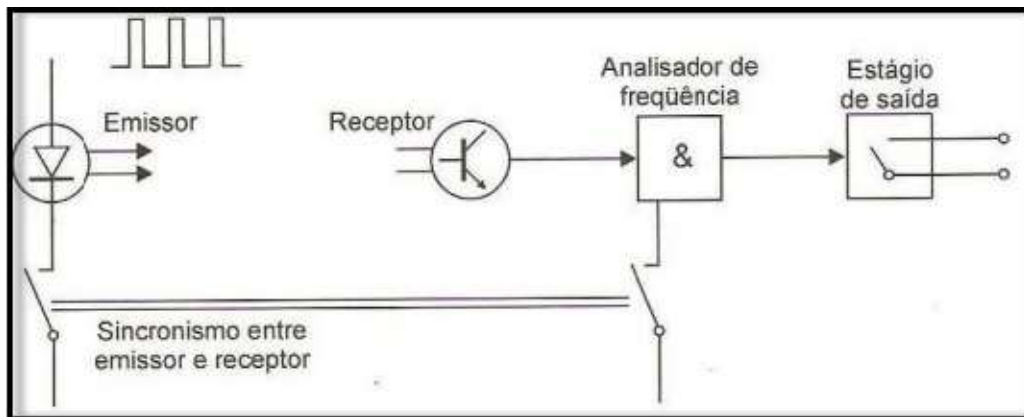 Analisador de
freqüência
Estágio
de saída
Emissor
Receptor
&
Sincronismo entre
emissor e receptor